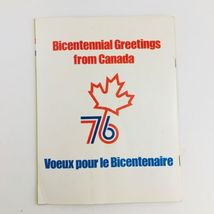 Bicentennial Greetings
from Canada
76
Voeux pour le Bicentenaire